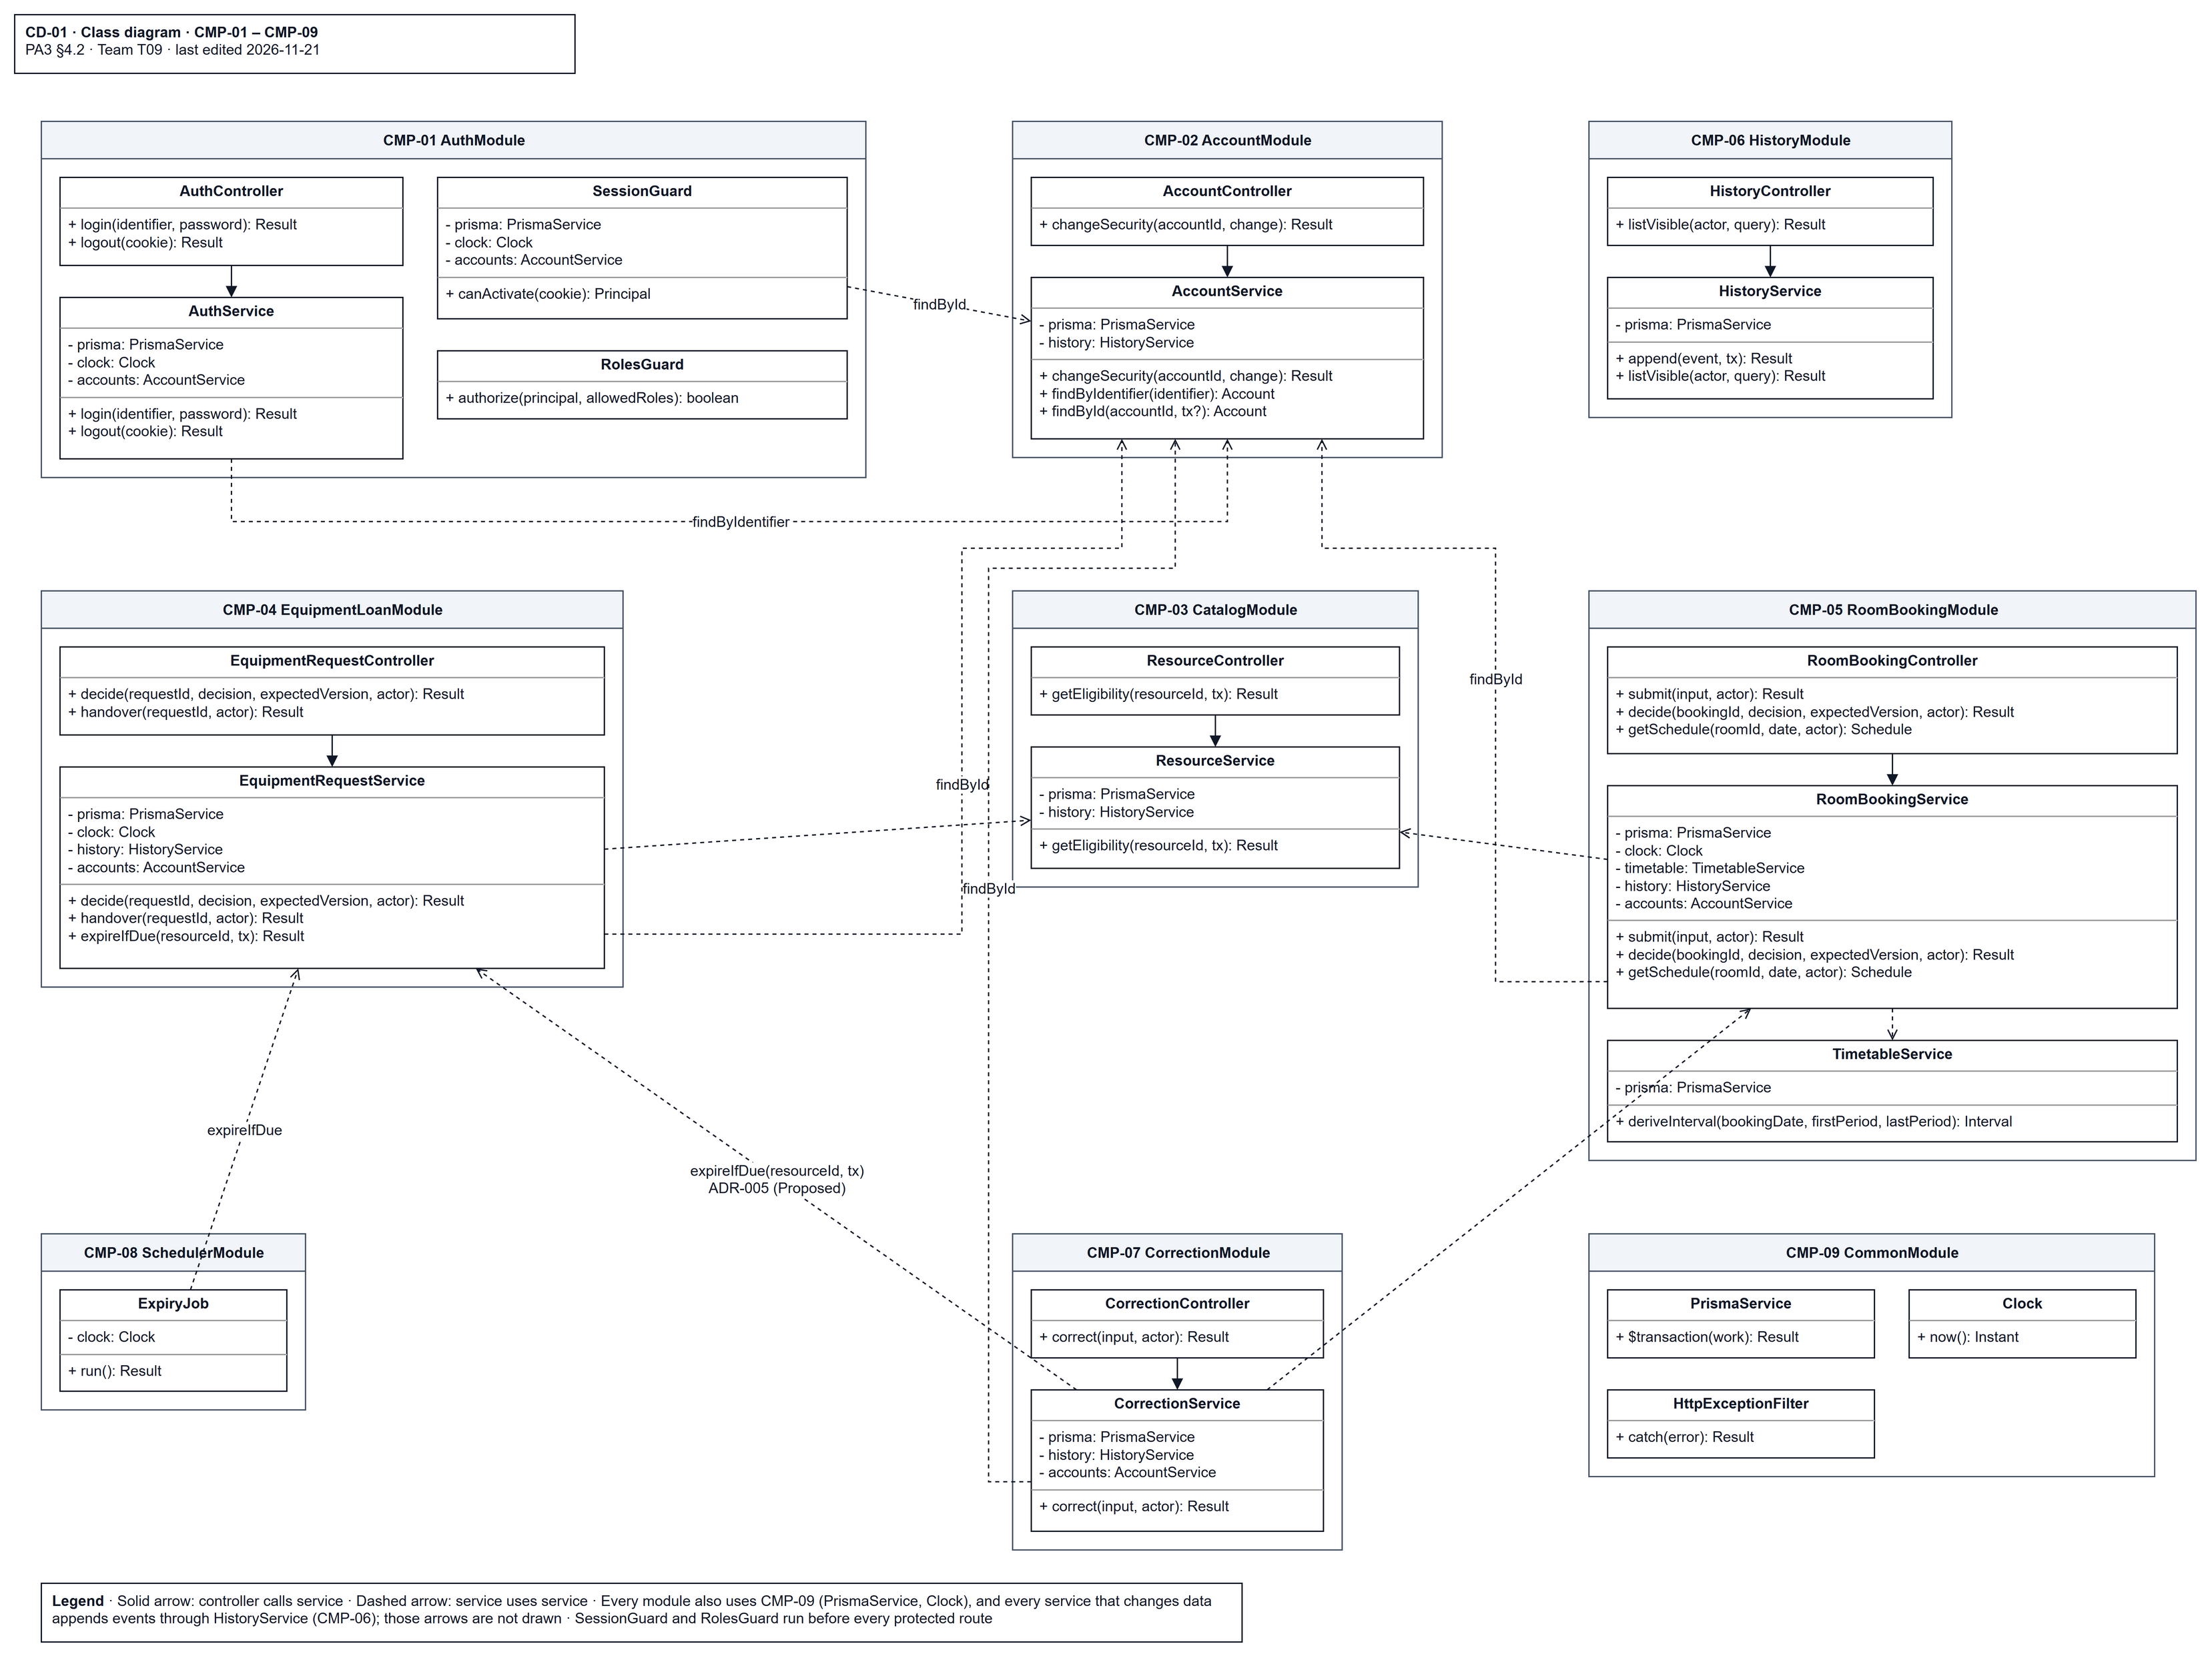 CD-01 · Class diagram · CMP-01 – CMP-09
PA3 §4.2 · Team T09 · last edited 2026-11-21
CMP-01 AuthModule
AuthController
+ login(identifier, password): Result
+ logout(cookie): Result
AuthService
- prisma: PrismaService
- clock: Clock
- accounts: AccountService
+ login(identifier, password): Result
+ logout(cookie): Result
SessionGuard
- prisma: PrismaService
- clock: Clock
- accounts: AccountService
+ canActivate(cookie): Principal
RolesGuard
+ authorize(principal, allowedRoles): boolean
findById
CMP-02 AccountModule
AccountController
+ changeSecurity(accountId, change): Result
AccountService
- prisma: PrismaService
- history: HistoryService
+ changeSecurity(accountId, change): Result
+ findByIdentifier(identifier): Account
+ findById(accountId, tx?): Account
CMP-06 HistoryModule
HistoryController
+ listVisible(actor, query): Result
HistoryService
- prisma: PrismaService
+ append(event, tx): Result
+ listVisible(actor, query): Result
findByIdentifier
CMP-04 EquipmentLoanModule
EquipmentRequestController
+ decide(requestId, decision, expectedVersion, actor): Result
+ handover(requestId, actor): Result
EquipmentRequestService
- prisma: PrismaService
- clock: Clock
- history: HistoryService
- accounts: AccountService
+ decide(requestId, decision, expectedVersion, actor): Result
+ handover(requestId, actor): Result
+ expireIfDue(resourceId, tx): Result
findById
findById
CMP-03 CatalogModule
ResourceController
+ getEligibility(resourceId, tx): Result
ResourceService
- prisma: PrismaService
- history: HistoryService
+ getEligibility(resourceId, tx): Result
findById
CMP-05 RoomBookingModule
RoomBookingController
+ submit(input, actor): Result
+ decide(bookingId, decision, expectedVersion, actor): Result
+ getSchedule(roomId, date, actor): Schedule
RoomBookingService
- prisma: PrismaService
- clock: Clock
- timetable: TimetableService
- history: HistoryService
- accounts: AccountService
+ submit(input, actor): Result
+ decide(bookingId, decision, expectedVersion, actor): Result
+ getSchedule(roomId, date, actor): Schedule
TimetableService
- prisma: PrismaService
+ deriveInterval(bookingDate, firstPeriod, lastPeriod): Interval
expireIfDue
expireIfDue(resourceId, tx)
ADR-005 (Proposed)
CMP-08 SchedulerModule
ExpiryJob
- clock: Clock
+ run(): Result
CMP-07 CorrectionModule
CorrectionController
+ correct(input, actor): Result
CorrectionService
- prisma: PrismaService
- history: HistoryService
- accounts: AccountService
+ correct(input, actor): Result
CMP-09 CommonModule
PrismaService
+ $transaction(work): Result
Clock
+ now(): Instant
HttpExceptionFilter
+ catch(error): Result
Legend · Solid arrow: controller calls service · Dashed arrow: service uses service · Every module also uses CMP-09 (PrismaService, Clock), and every service that changes data
appends events through HistoryService (CMP-06); those arrows are not drawn · SessionGuard and RolesGuard run before every protected route